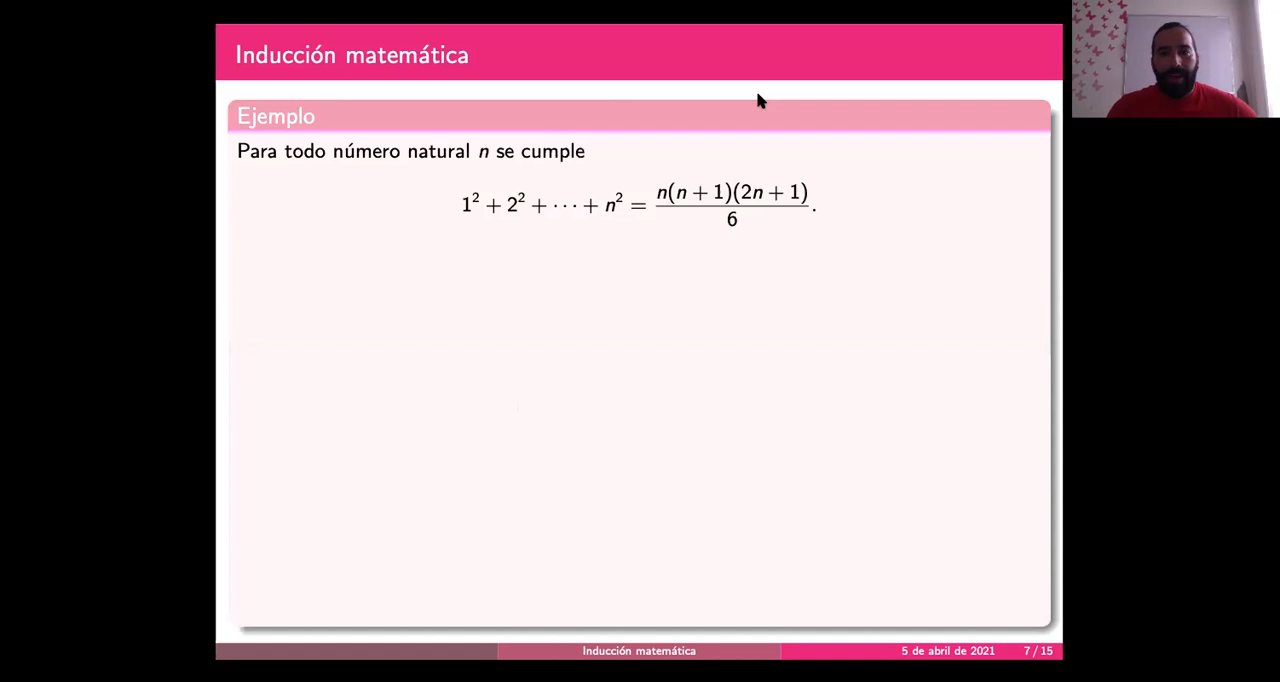 Inducción matemática
Ejemplo
Para todo número natural n se cumple
1² + 2² + · · · + n² = n(n + 1)(2n + 1) / 6.
Inducción matemática 5 de abril de 2021 7 / 15